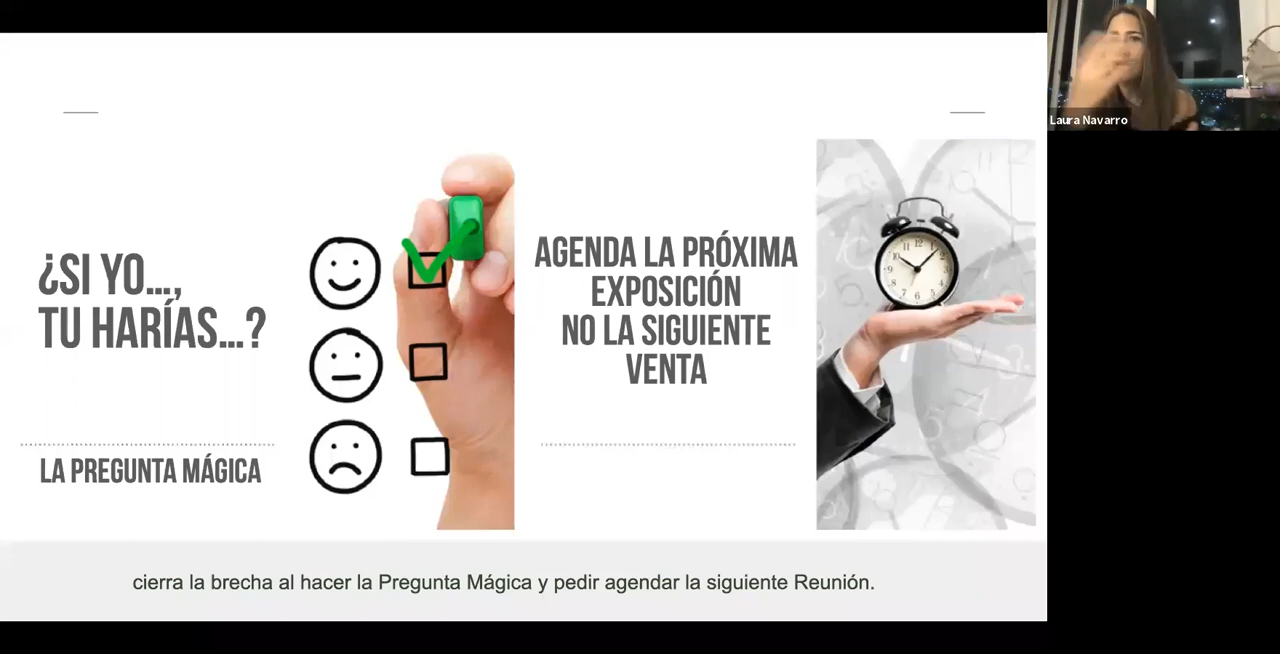 Laura Navarro
¿SI YO...,
TU HARÍAS...?
LA PREGUNTA MÁGICA
AGENDA LA PRÓXIMA
EXPOSICIÓN
NO LA SIGUIENTE
VENTA
cierra la brecha al hacer la Pregunta Mágica y pedir agendar la siguiente Reunión.